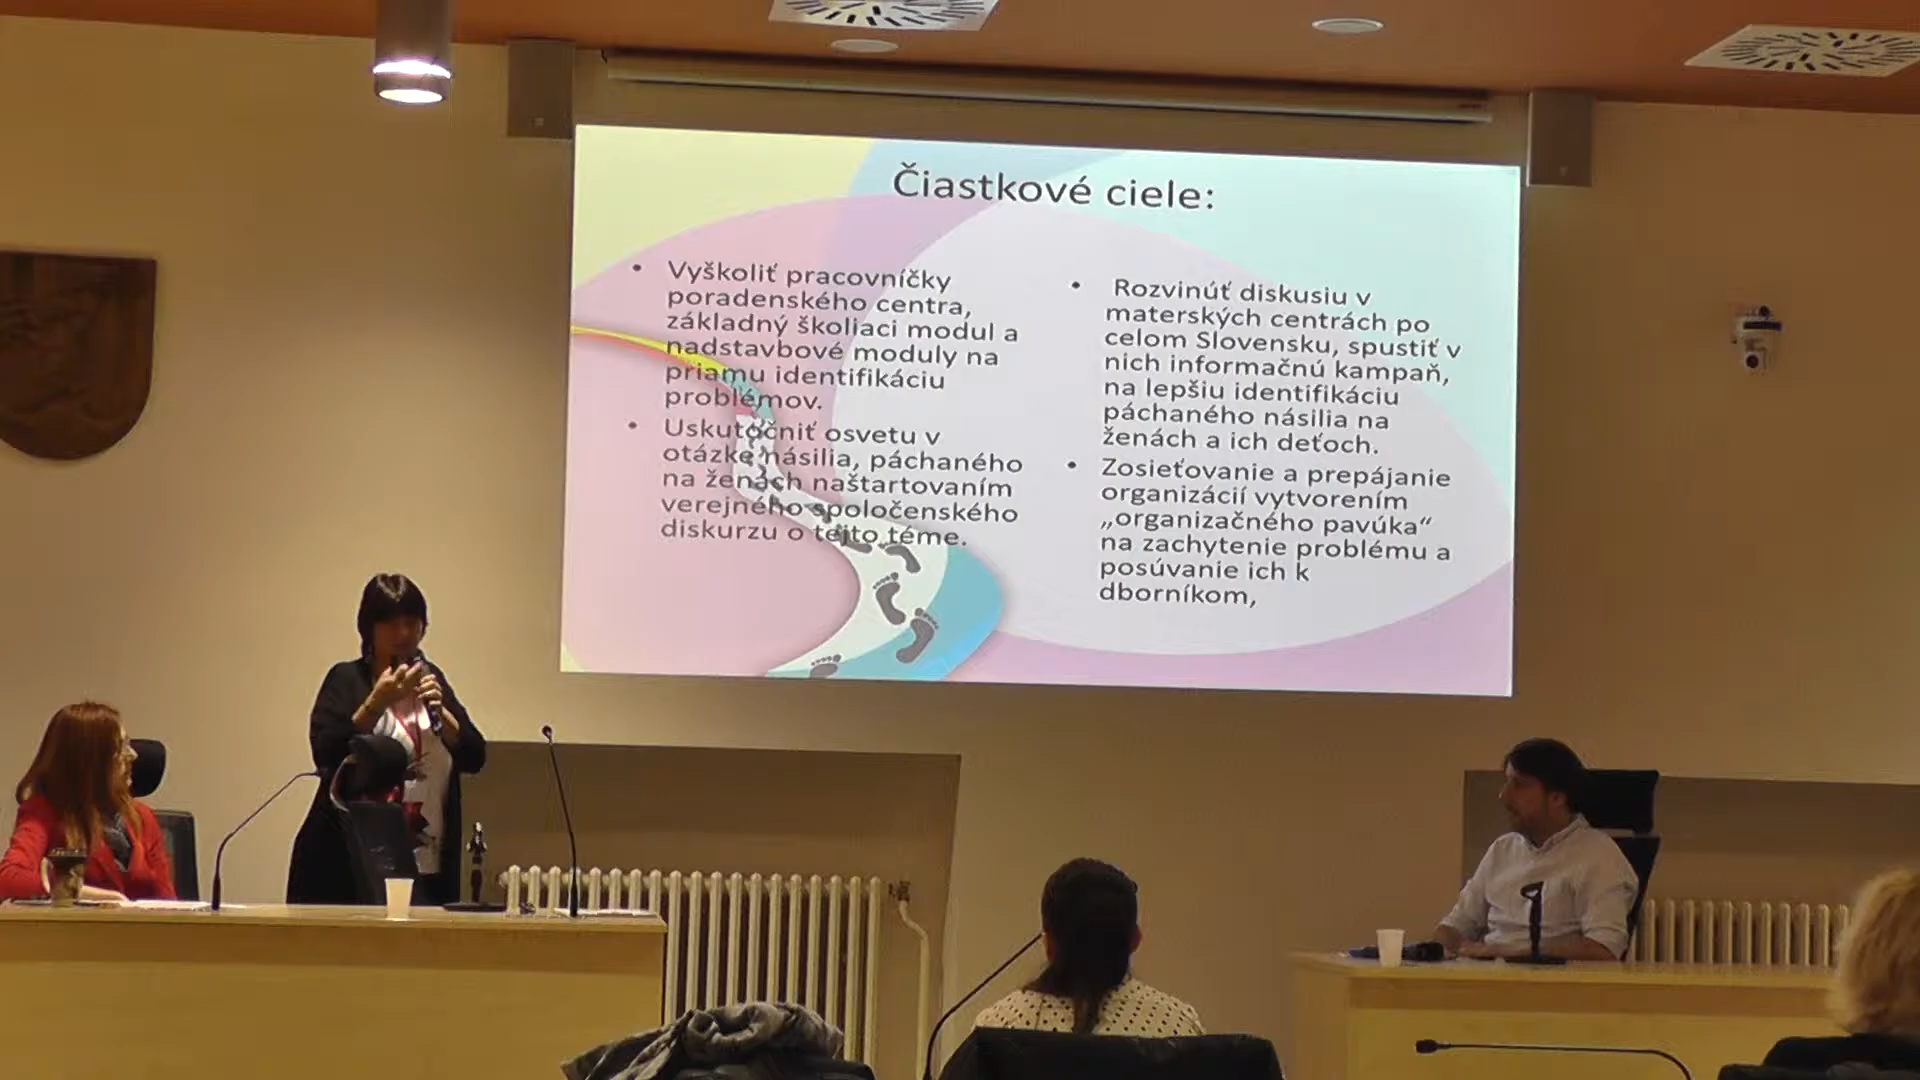 Čiastkové ciele:
• Vyškoliť pracovníčky
poradenského centra,
základný školiaci modul a
nadstavbové moduly na
priamu identifikáciu
problémov.
• Uskutočniť osvetu v
otázke násilia, páchaného
na ženách naštartovaním
verejného spoločenského
diskurzu o tejto téme.
• Rozvinúť diskusiu v
materských centrách po
celom Slovensku, spustiť v
nich informačnú kampaň,
na lepšiu identifikáciu
páchaného násilia na
ženách a ich deťoch.
• Zosieťovanie a prepájanie
organizácií vytvorením
„organizačného pavúka“
na zachytenie problému a
posúvanie ich k
dborníkom,